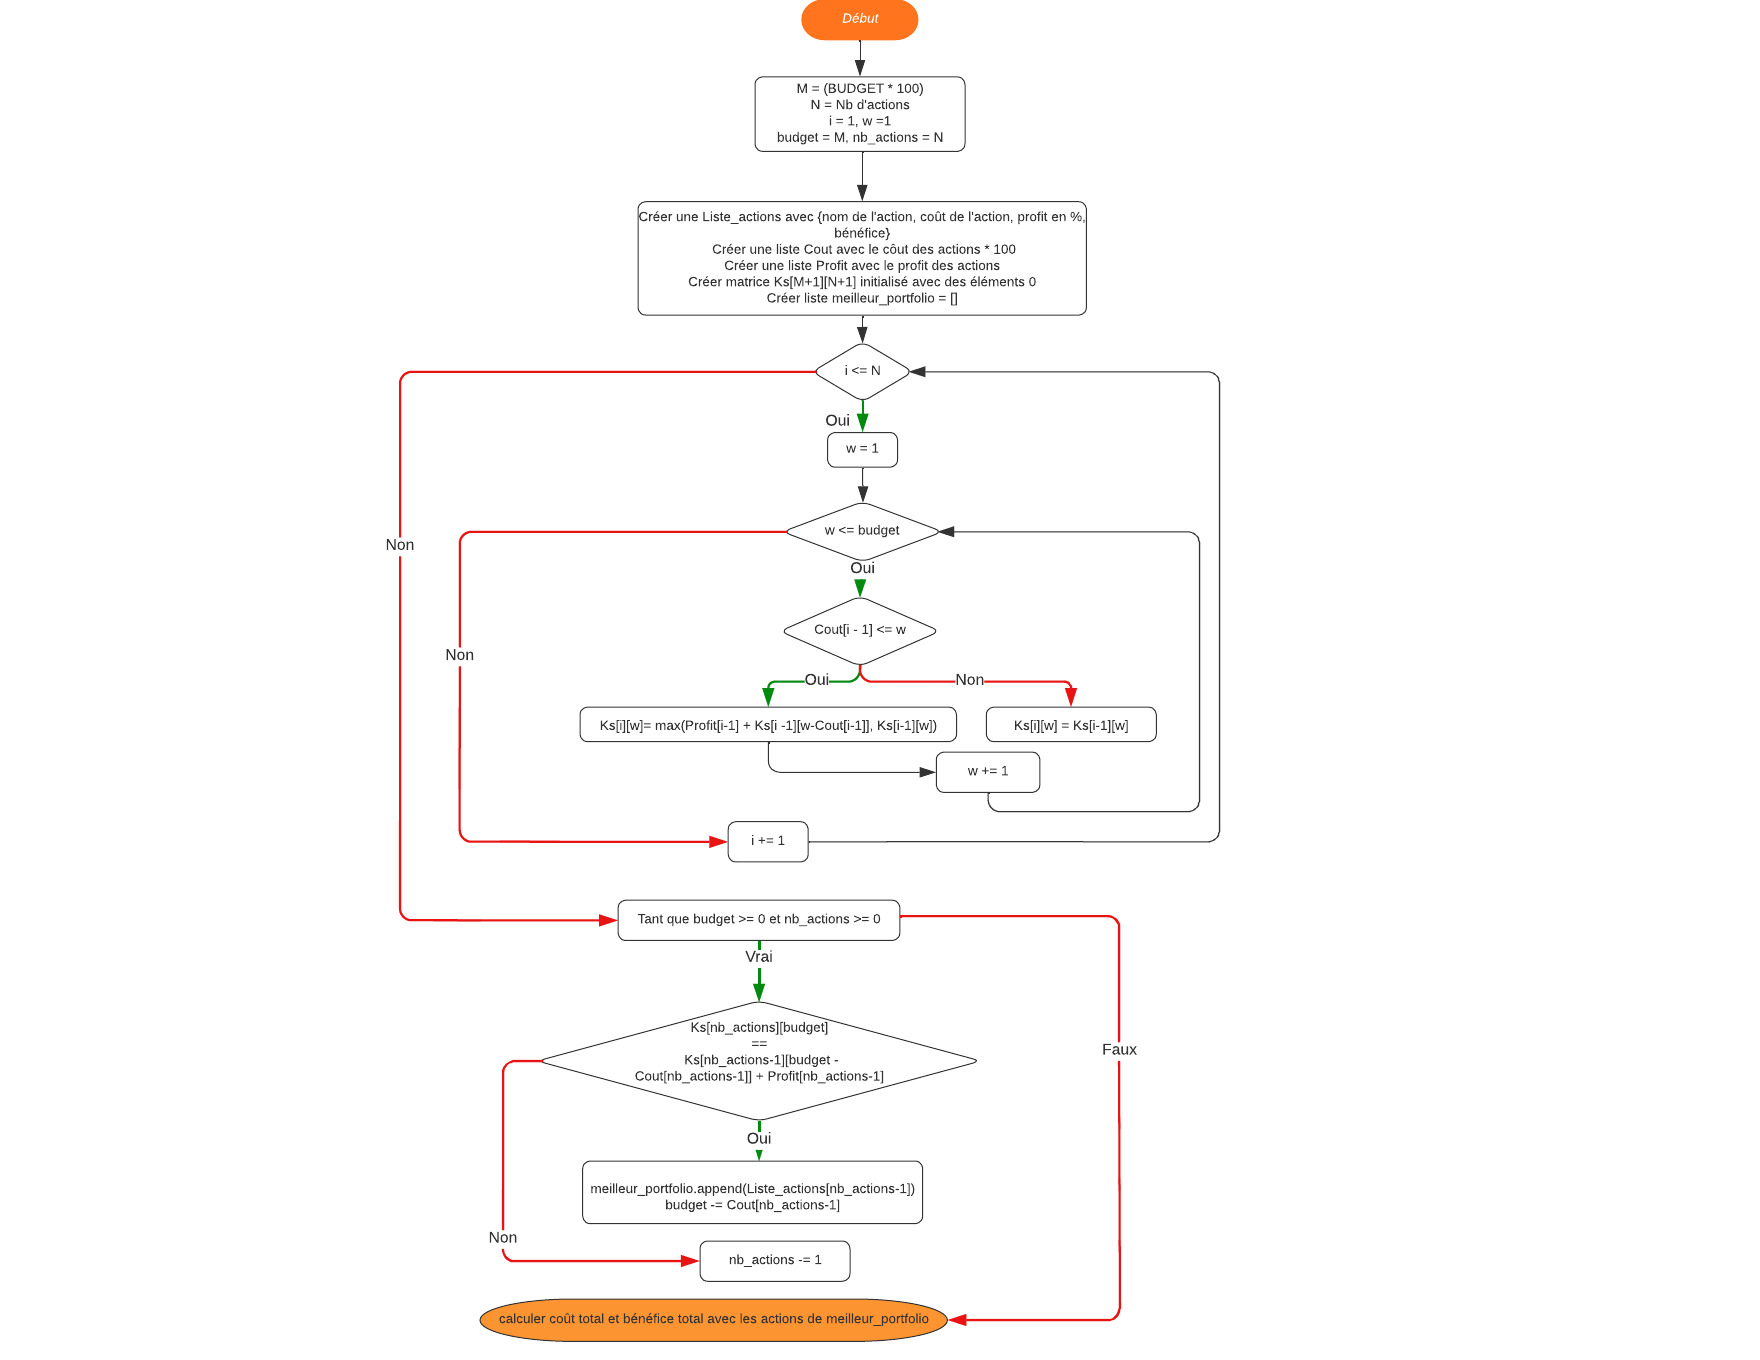 Début
M = (BUDGET * 100)
N = Nb d'actions
i = 1, w =1
budget = M, nb_actions = N
Créer une Liste_actions avec {nom de l'action, coût de l'action, profit en %,
bénéfice}
Créer une liste Cout avec le côut des actions * 100
Créer une liste Profit avec le profit des actions
Créer matrice Ks[M+1][N+1] initialisé avec des éléments 0
Créer liste meilleur_portfolio = []
i <= N
Oui
w = 1
w <= budget
Non
Oui
Cout[i - 1] <= w
Non
Oui
Non
Ks[i][w]= max(Profit[i-1] + Ks[i -1][w-Cout[i-1]], Ks[i-1][w])
Ks[i][w] = Ks[i-1][w]
w += 1
i += 1
Tant que budget >= 0 et nb_actions >= 0
Vrai
Ks[nb_actions][budget]
==
Ks[nb_actions-1][budget -
Cout[nb_actions-1]] + Profit[nb_actions-1]
Faux
Oui
meilleur_portfolio.append(Liste_actions[nb_actions-1])
budget -= Cout[nb_actions-1]
Non
nb_actions -= 1
calculer coût total et bénéfice total avec les actions de meilleur_portfolio